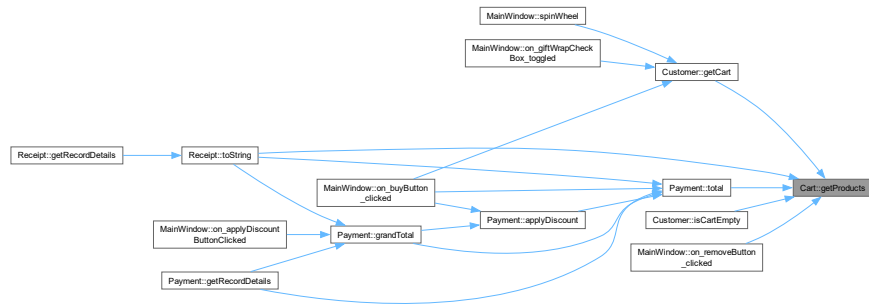 MainWindow::spinWheel
MainWindow::on_giftWrapCheck
Box_toggled
Customer::getCart
Receipt::getRecordDetails
Receipt::toString
MainWindow::on_buyButton
_clicked
Payment::total
Cart::getProducts
Payment::applyDiscount
Customer::isCartEmpty
MainWindow::on_applyDiscount
ButtonClicked
Payment::grandTotal
MainWindow::on_removeButton
_clicked
Payment::getRecordDetails